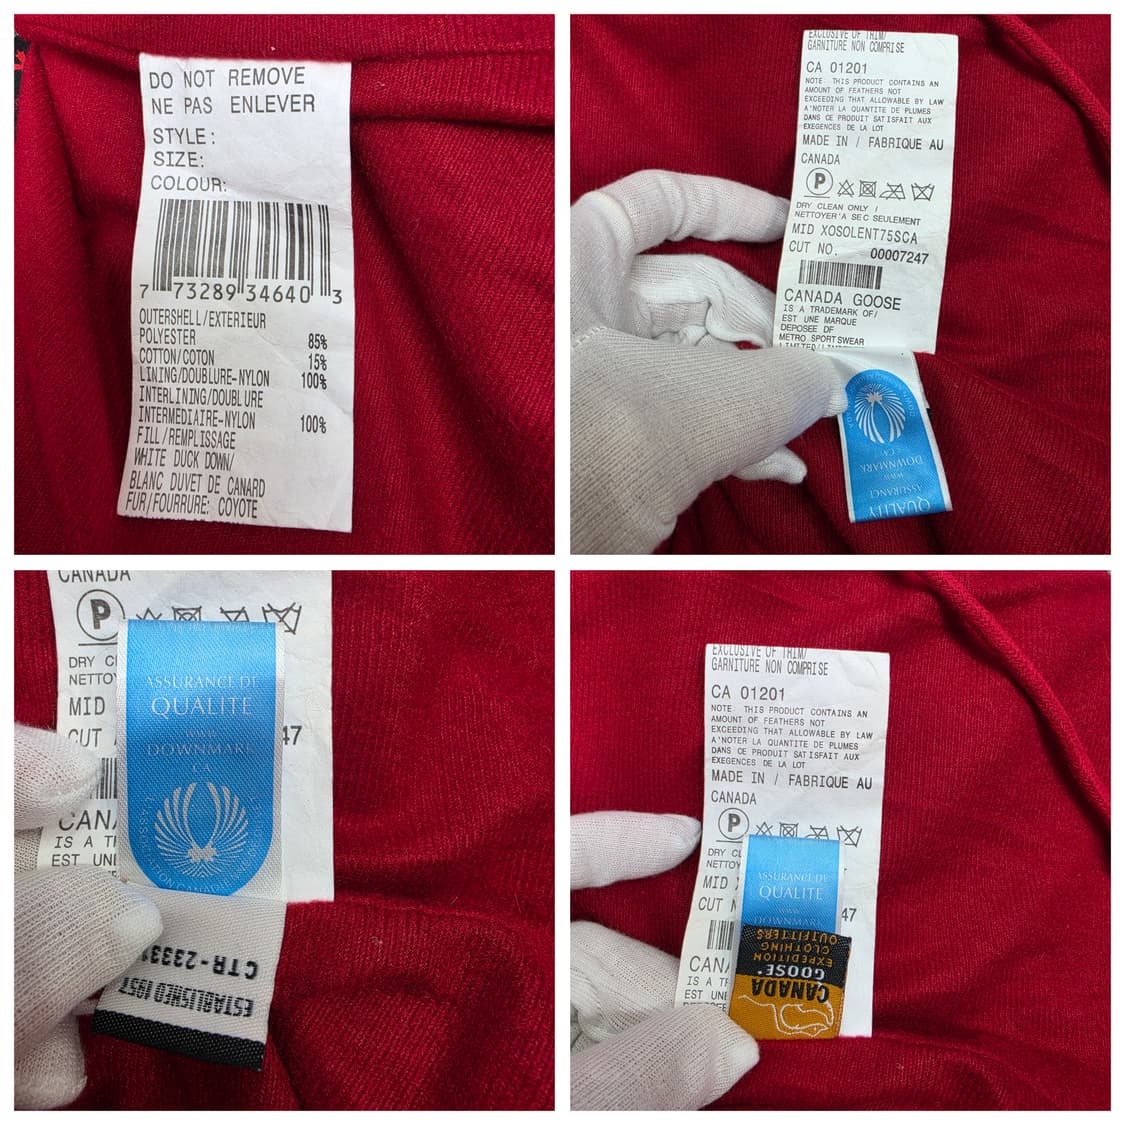 DO NOT REMOVE
NE PAS ENLEVER
STYLE:
SIZE:
COLOUR:
7 73289 34640 3
OUTERSHELL/EXTERIEUR
POLYESTER 85%
COTTON/COTON 15%
LINING/DOUBLURE-NYLON 100%
INTERLINING/DOUBLURE
INTERMEDIAIRE-NYLON 100%
FILL/REMPLISSAGE
WHITE DUCK DOWN/
BLANC DUVET DE CANARD
FUR/FOURRURE: COYOTE
EXCLUSIVE OF TRIM/
GARNITURE NON COMPRISE
CA 01201
NOTE: THIS PRODUCT CONTAINS AN
AMOUNT OF FEATHERS NOT
EXCEEDING THAT ALLOWABLE BY LAW
A'NOTER LA QUANTITE DE PLUMES
DANS CE PRODUIT SATISFAIT AUX
EXEGENCES DE LA LOT
MADE IN / FABRIQUE AU
CANADA
P
DRY CLEAN ONLY /
NETTOYER'A SEC SEULEMENT
MID XOSOLENT75SCA
CUT NO. 00007247
CANADA GOOSE
IS A TRADEMARK OF/
EST UNE MARQUE
DEPOSEE DF
METRO SPORTSWEAR
LIMITED/
DOWNMARK
WWW
ASSURANCE
QUALITY
CANADA
P
DRY
NETTOY
MID
CUT 47
ASSURANCE DE
QUALITE
WWW
DOWNMARK
CA
CAN
IS A
EST UNE
CTR-2333
ESTABLISHED 1957
EXCLUSIVE OF TRIM/
GARNITURE NON COMPRISE
CA 01201
NOTE: THIS PRODUCT CONTAINS AN
AMOUNT OF FEATHERS NOT
EXCEEDING THAT ALLOWABLE BY LAW
A'NOTER LA QUANTITE DE PLUMES
DANS CE PRODUIT SATISFAIT AUX
EXEGENCES DE LA LOT
MADE IN / FABRIQUE AU
CANADA
P
DRY
NETTOY
MID
CUT N 47
ASSURANCE DE
QUALITE
WWW
DOWNMARK
CANA
IS A
EST UNE
CANADA
GOOSE
EXPEDITION
CLOTHING
OUTFITTERS